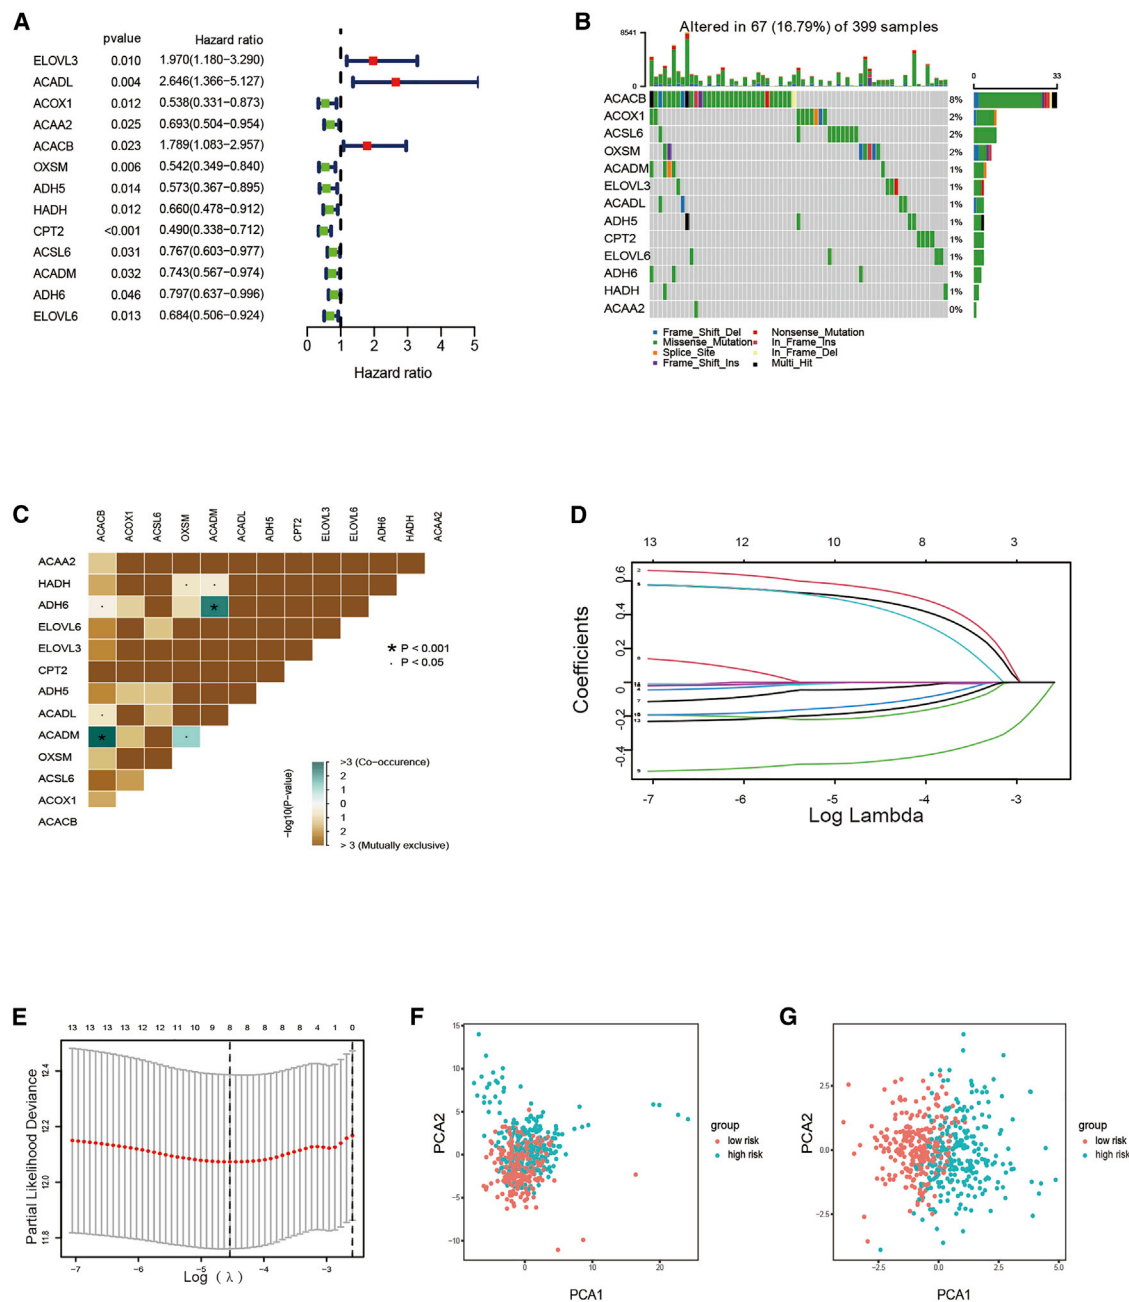 A
pvalue Hazard ratio
ELOVL3 0.010 1.970(1.180−3.290)
ACADL 0.004 2.646(1.366−5.127)
ACOX1 0.012 0.538(0.331−0.873)
ACAA2 0.025 0.693(0.504−0.954)
ACACB 0.023 1.789(1.083−2.957)
OXSM 0.006 0.542(0.349−0.840)
ADH5 0.014 0.573(0.367−0.895)
HADH 0.012 0.660(0.478−0.912)
CPT2 <0.001 0.490(0.338−0.712)
ACSL6 0.031 0.767(0.603−0.977)
ACADM 0.032 0.743(0.567−0.974)
ADH6 0.046 0.797(0.637−0.996)
ELOVL6 0.013 0.684(0.506−0.924)
0 1 2 3 4 5
Hazard ratio
B
Altered in 67 (16.79%) of 399 samples
8541
0
0 33
ACACB 8%
ACOX1 2%
ACSL6 2%
OXSM 2%
ACADM 1%
ELOVL3 1%
ACADL 1%
ADH5 1%
CPT2 1%
ELOVL6 1%
ADH6 1%
HADH 1%
ACAA2 0%
Frame_Shift_Del Nonsense_Mutation
Missense_Mutation In_Frame_Ins
Splice_Site In_Frame_Del
Frame_Shift_Ins Multi_Hit
C
ACACB ACOX1 ACSL6 OXSM ACADM ACADL ADH5 CPT2 ELOVL3 ELOVL6 ADH6 HADH ACAA2
ACAA2
HADH
ADH6
ELOVL6
ELOVL3
CPT2
ADH5
ACADL
ACADM
OXSM
ACSL6
ACOX1
ACACB
* P < 0.001
· P < 0.05
−log10(P−value)
>3 (Co−occurence)
2
1
0
1
2
> 3 (Mutually exclusive)
D
13 12 10 8 3
Coefficients
0.6
0.4
0.2
0
-0.2
-0.4
-7 -6 -5 -4 -3
Log Lambda
E
13 13 13 13 12 12 11 10 9 8 8 8 8 8 4 1 0
Partial Likelihood Deviance
12.4
12.2
12.0
11.8
−7 −6 −5 −4 −3
Log (λ)
F
PCA2
15
10
5
0
−5
−10
0 10 20
PCA1
group
low risk
high risk
G
PCA2
2.5
0.0
−2.5
−2.5 0.0 2.5 5.0
PCA1
group
low risk
high risk